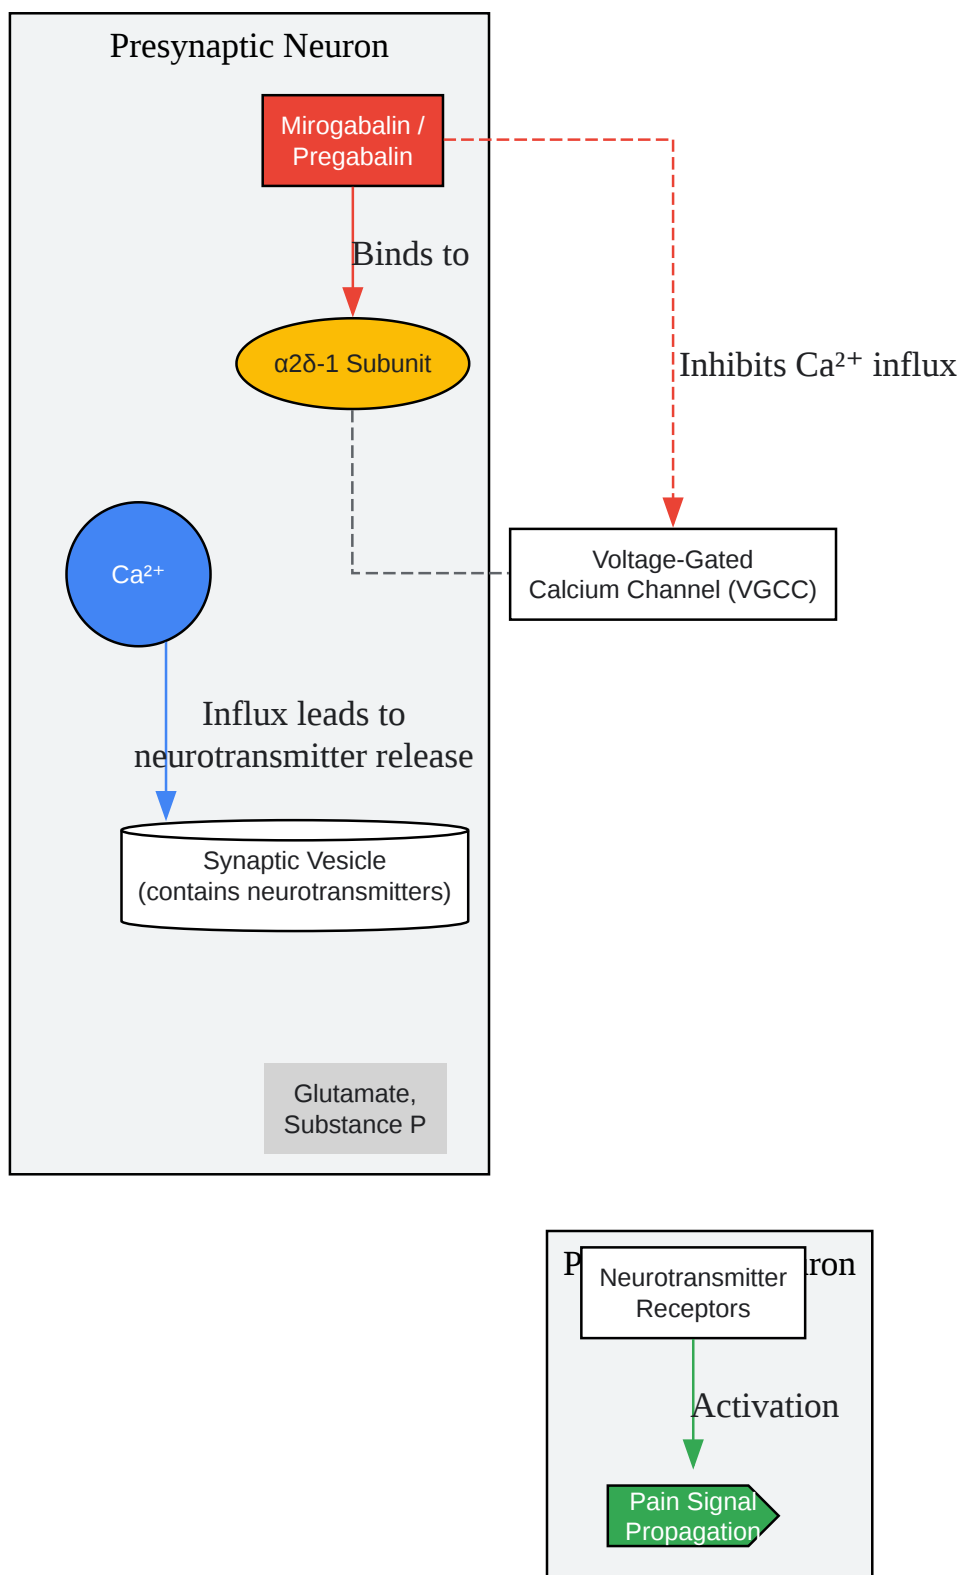 Presynaptic Neuron
Mirogabalin /
Pregabalin
Binds to
α2δ-1 Subunit
Inhibits Ca²⁺ influx
Ca²⁺
Voltage-Gated
Calcium Channel (VGCC)
Influx leads to
neurotransmitter release
Synaptic Vesicle
(contains neurotransmitters)
Glutamate,
Substance P
Neurotransmitter
Receptors
Activation
Pain Signal
Propagation